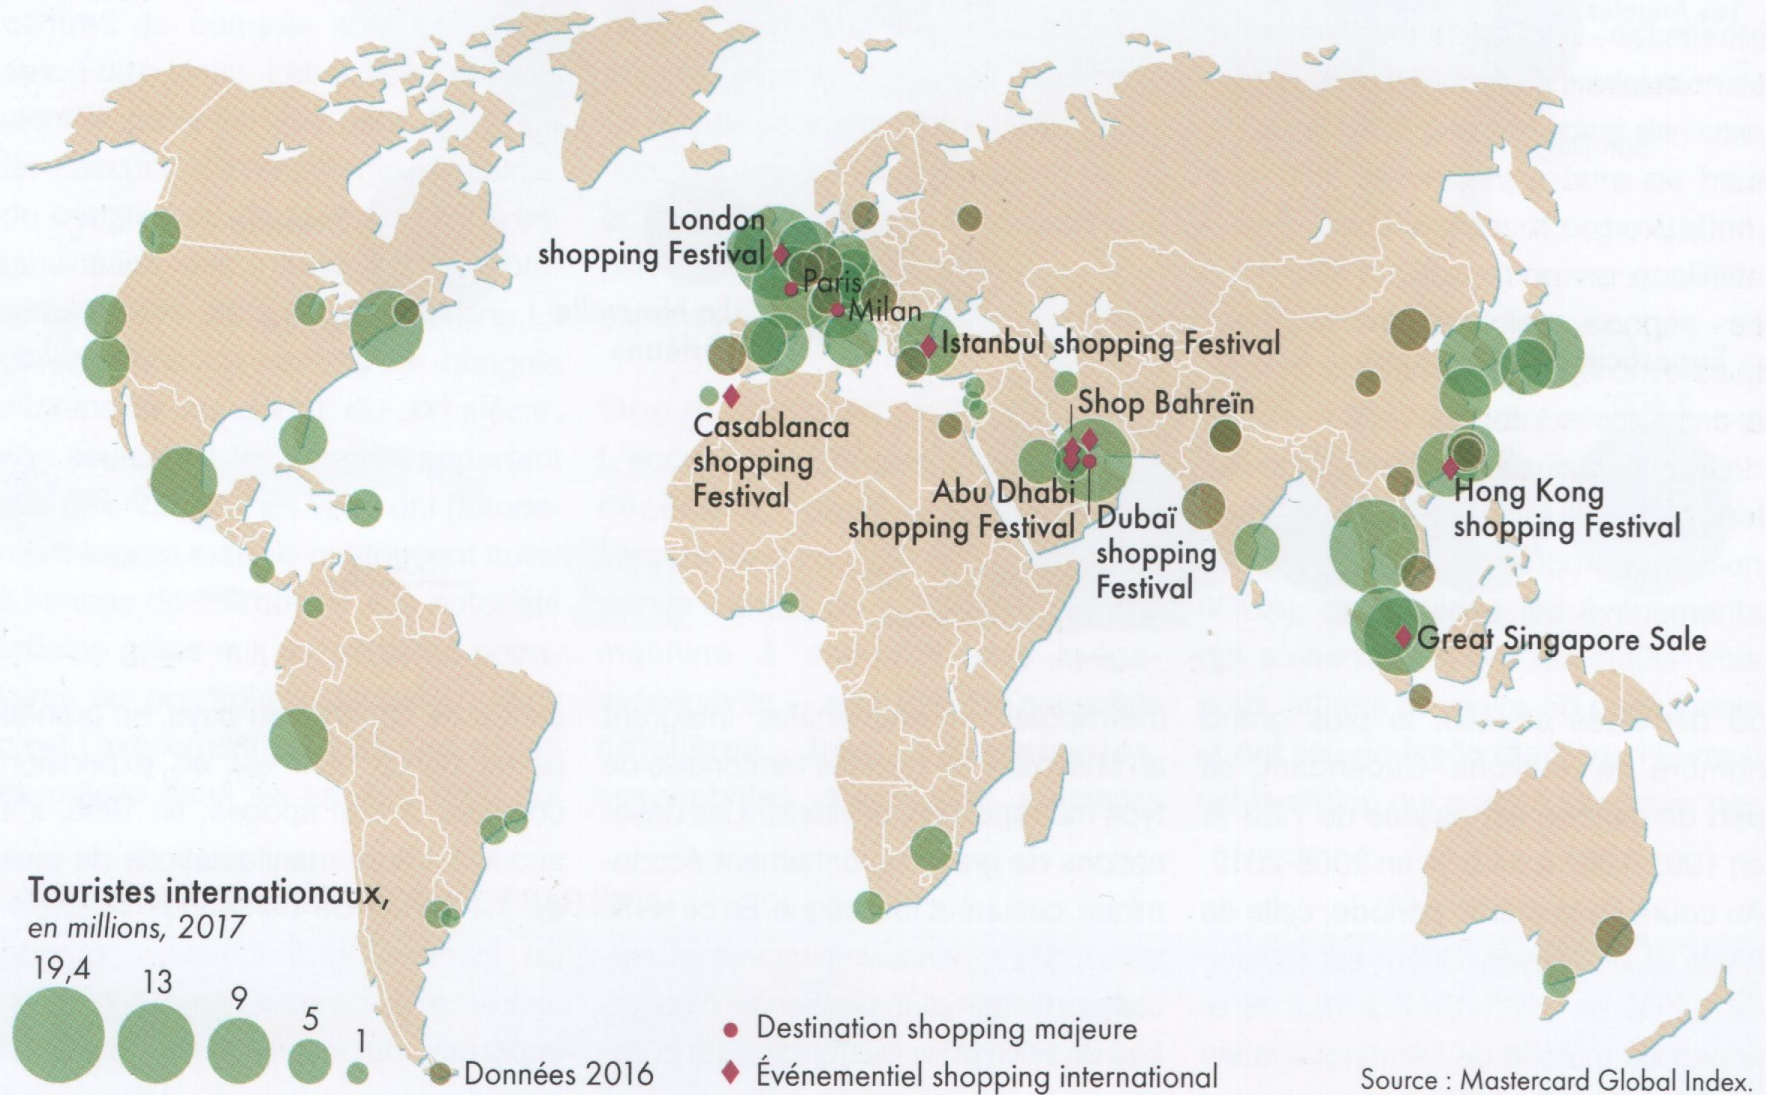 London
shopping Festival
Paris
Milan
Istanbul shopping Festival
Shop Bahreïn
Casablanca
shopping
Festival
Abu Dhabi
shopping Festival
Dubaï
shopping
Festival
Hong Kong
shopping Festival
Great Singapore Sale
Touristes internationaux,
en millions, 2017
19,4
13
9
5
1
Données 2016
Destination shopping majeure
Événementiel shopping international
Source : Mastercard Global Index.